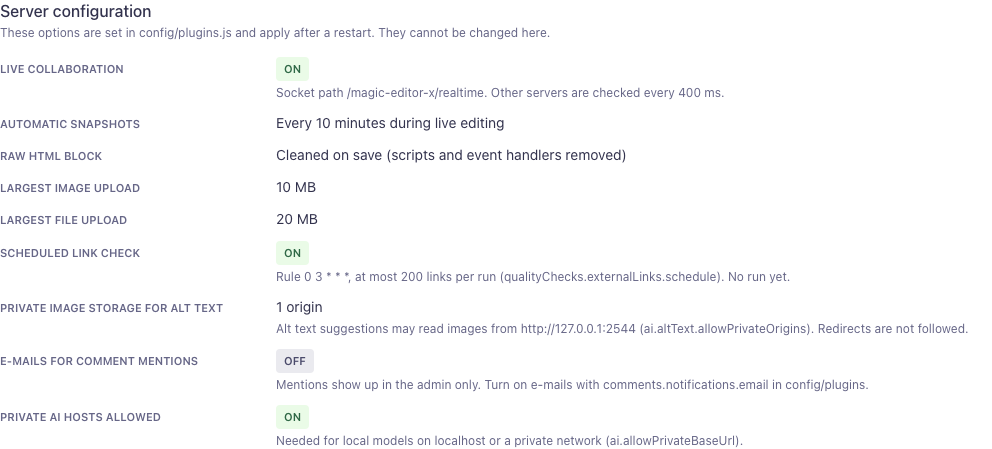 Server configuration
These options are set in config/plugins.js and apply after a restart. They cannot be changed here.
LIVE COLLABORATION
ON
Socket path /magic-editor-x/realtime. Other servers are checked every 400 ms.
AUTOMATIC SNAPSHOTS
Every 10 minutes during live editing
RAW HTML BLOCK
Cleaned on save (scripts and event handlers removed)
LARGEST IMAGE UPLOAD
10 MB
LARGEST FILE UPLOAD
20 MB
SCHEDULED LINK CHECK
ON
Rule 0 3 * * *, at most 200 links per run (qualityChecks.externalLinks.schedule). No run yet.
PRIVATE IMAGE STORAGE FOR ALT TEXT
1 origin
Alt text suggestions may read images from http://127.0.0.1:2544 (ai.altText.allowPrivateOrigins). Redirects are not followed.
E-MAILS FOR COMMENT MENTIONS
OFF
Mentions show up in the admin only. Turn on e-mails with comments.notifications.email in config/plugins.
PRIVATE AI HOSTS ALLOWED
ON
Needed for local models on localhost or a private network (ai.allowPrivateBaseUrl).